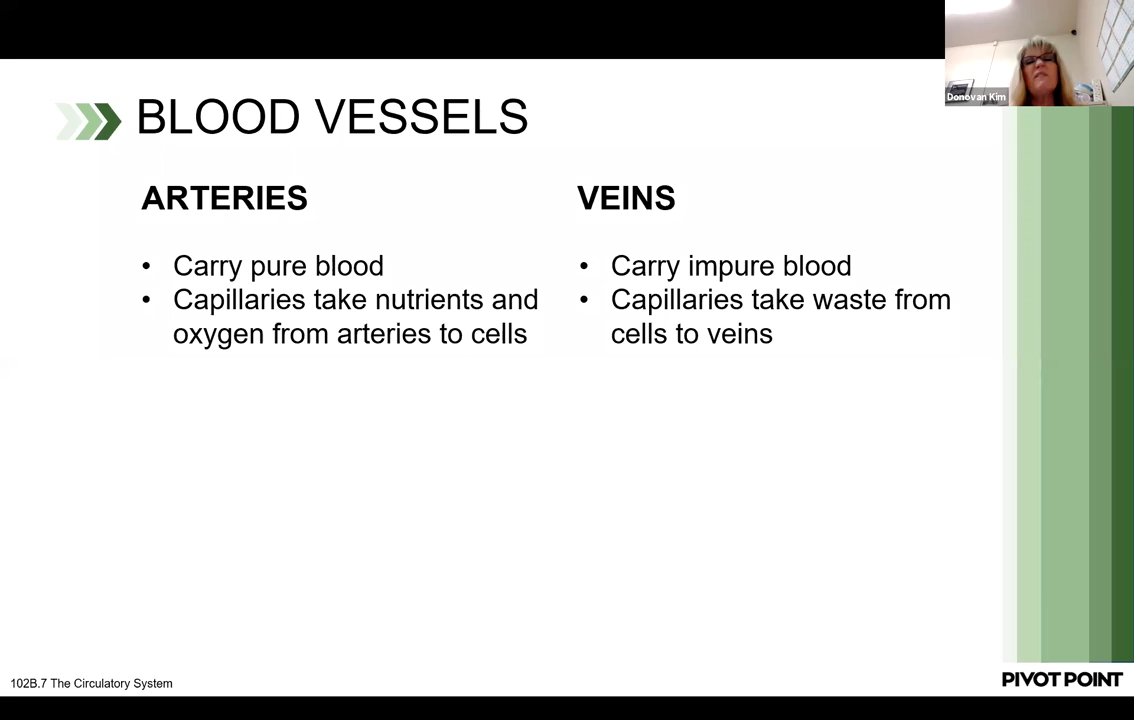 Donovan Kim
BLOOD VESSELS
ARTERIES
• Carry pure blood
• Capillaries take nutrients and
oxygen from arteries to cells
VEINS
• Carry impure blood
• Capillaries take waste from
cells to veins
102B.7 The Circulatory System
PIVOT POINT